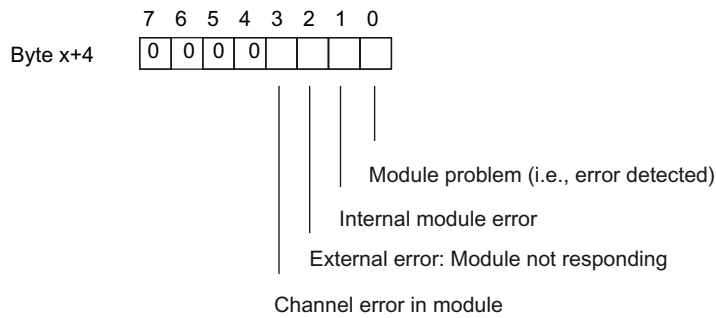 7 6 5 4 3 2 1 0
Byte x+4 0 0 0 0
Module problem (i.e., error detected)
Internal module error
External error: Module not responding
Channel error in module